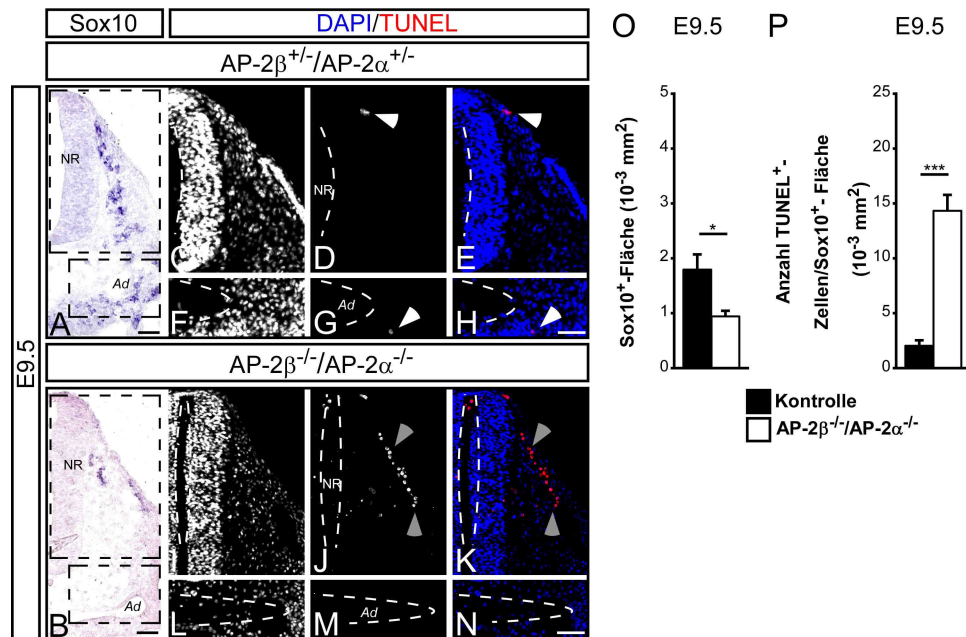 Sox10
DAPI/TUNEL
AP-2β+/-/AP-2α+/-
E9.5
NR
Ad
A
C
NR
D
E
F
Ad
G
H
AP-2β-/-/AP-2α-/-
NR
Ad
B
NR
J
K
L
Ad
M
N
O
E9.5
Sox10+-Fläche (10-3 mm2)
5
4
3
2
1
0
*
P
E9.5
Anzahl TUNEL+-
Zellen/Sox10+- Fläche
(10-3 mm2)
25
20
15
10
5
0
***
Kontrolle
AP-2β-/-/AP-2α-/-